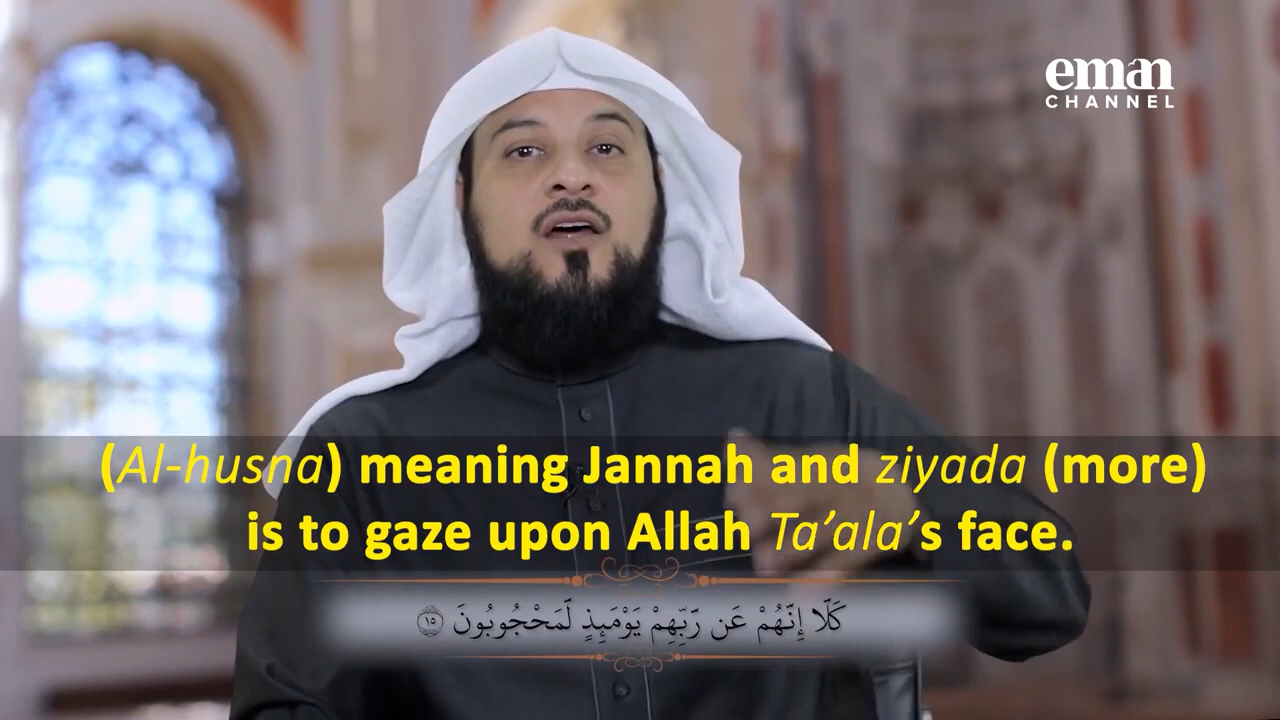 eman
CHANNEL
(Al-husna) meaning Jannah and ziyada (more)
is to gaze upon Allah Ta’ala’s face.
كَلَّا إِنَّهُمْ عَن رَّبِّهِمْ يَوْمَئِذٍ لَّمَحْجُوبُونَ ١٥